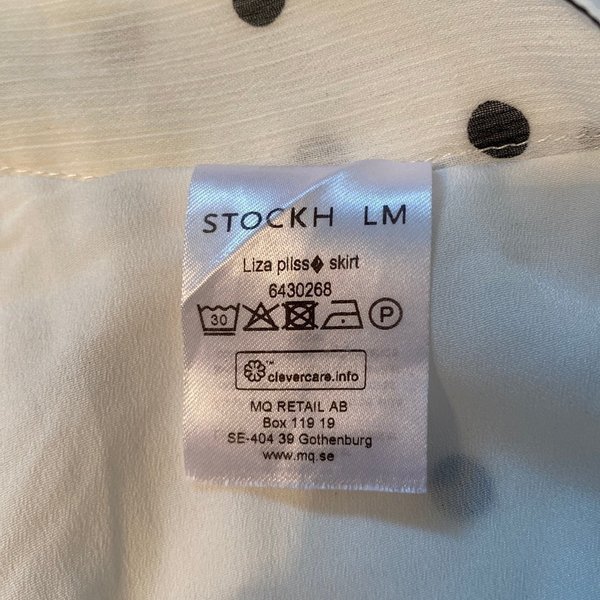 STOCKH LM
Liza plIss� skirt
6430268
30 P
™
clevercare.info
MQ RETAIL AB
Box 119 19
SE-404 39 Gothenburg
www.mq.se